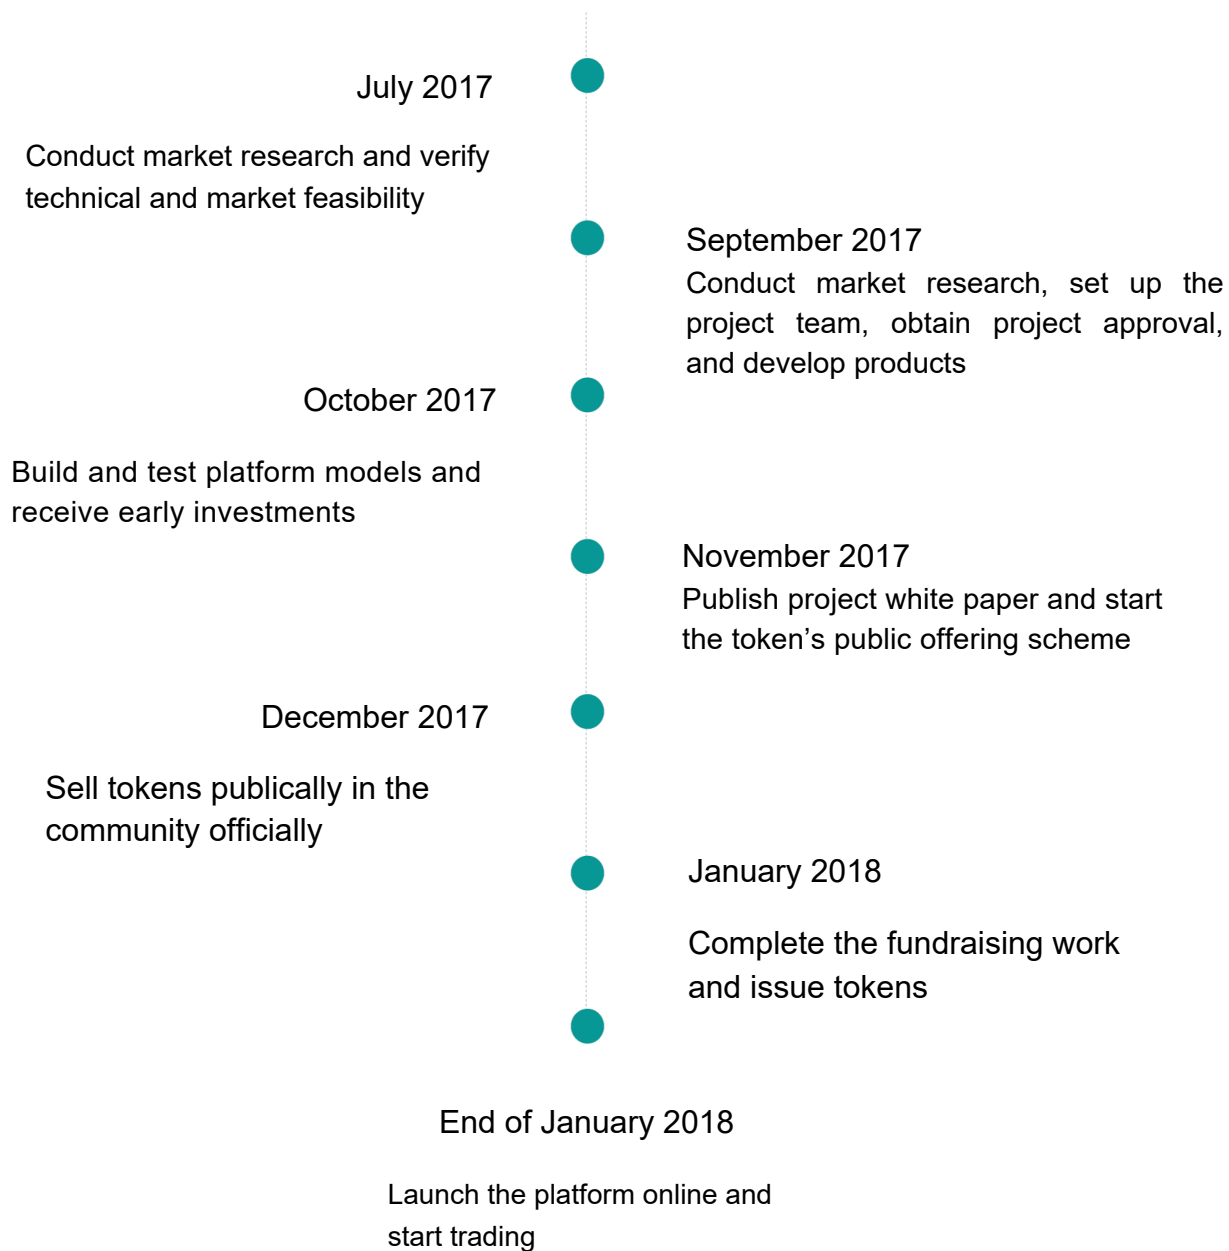 July 2017
Conduct market research and verify
technical and market feasibility
September 2017
Conduct market research, set up the
project team, obtain project approval,
and develop products
October 2017
Build and test platform models and
receive early investments
November 2017
Publish project white paper and start
the token’s public offering scheme
December 2017
Sell tokens publically in the
community officially
January 2018
Complete the fundraising work
and issue tokens
End of January 2018
Launch the platform online and
start trading